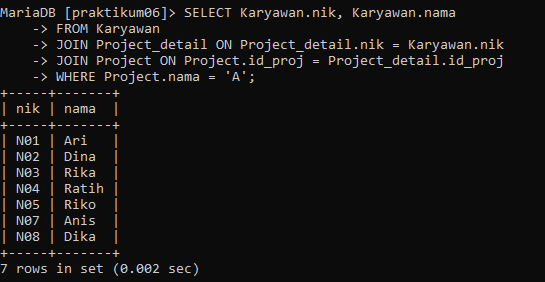 MariaDB [praktikum06]> SELECT Karyawan.nik, Karyawan.nama
    -> FROM Karyawan
    -> JOIN Project_detail ON Project_detail.nik = Karyawan.nik
    -> JOIN Project ON Project.id_proj = Project_detail.id_proj
    -> WHERE Project.nama = 'A';
+-----+-------+
| nik | nama  |
+-----+-------+
| N01 | Ari   |
| N02 | Dina  |
| N03 | Rika  |
| N04 | Ratih |
| N05 | Riko  |
| N07 | Anis  |
| N08 | Dika  |
+-----+-------+
7 rows in set (0.002 sec)